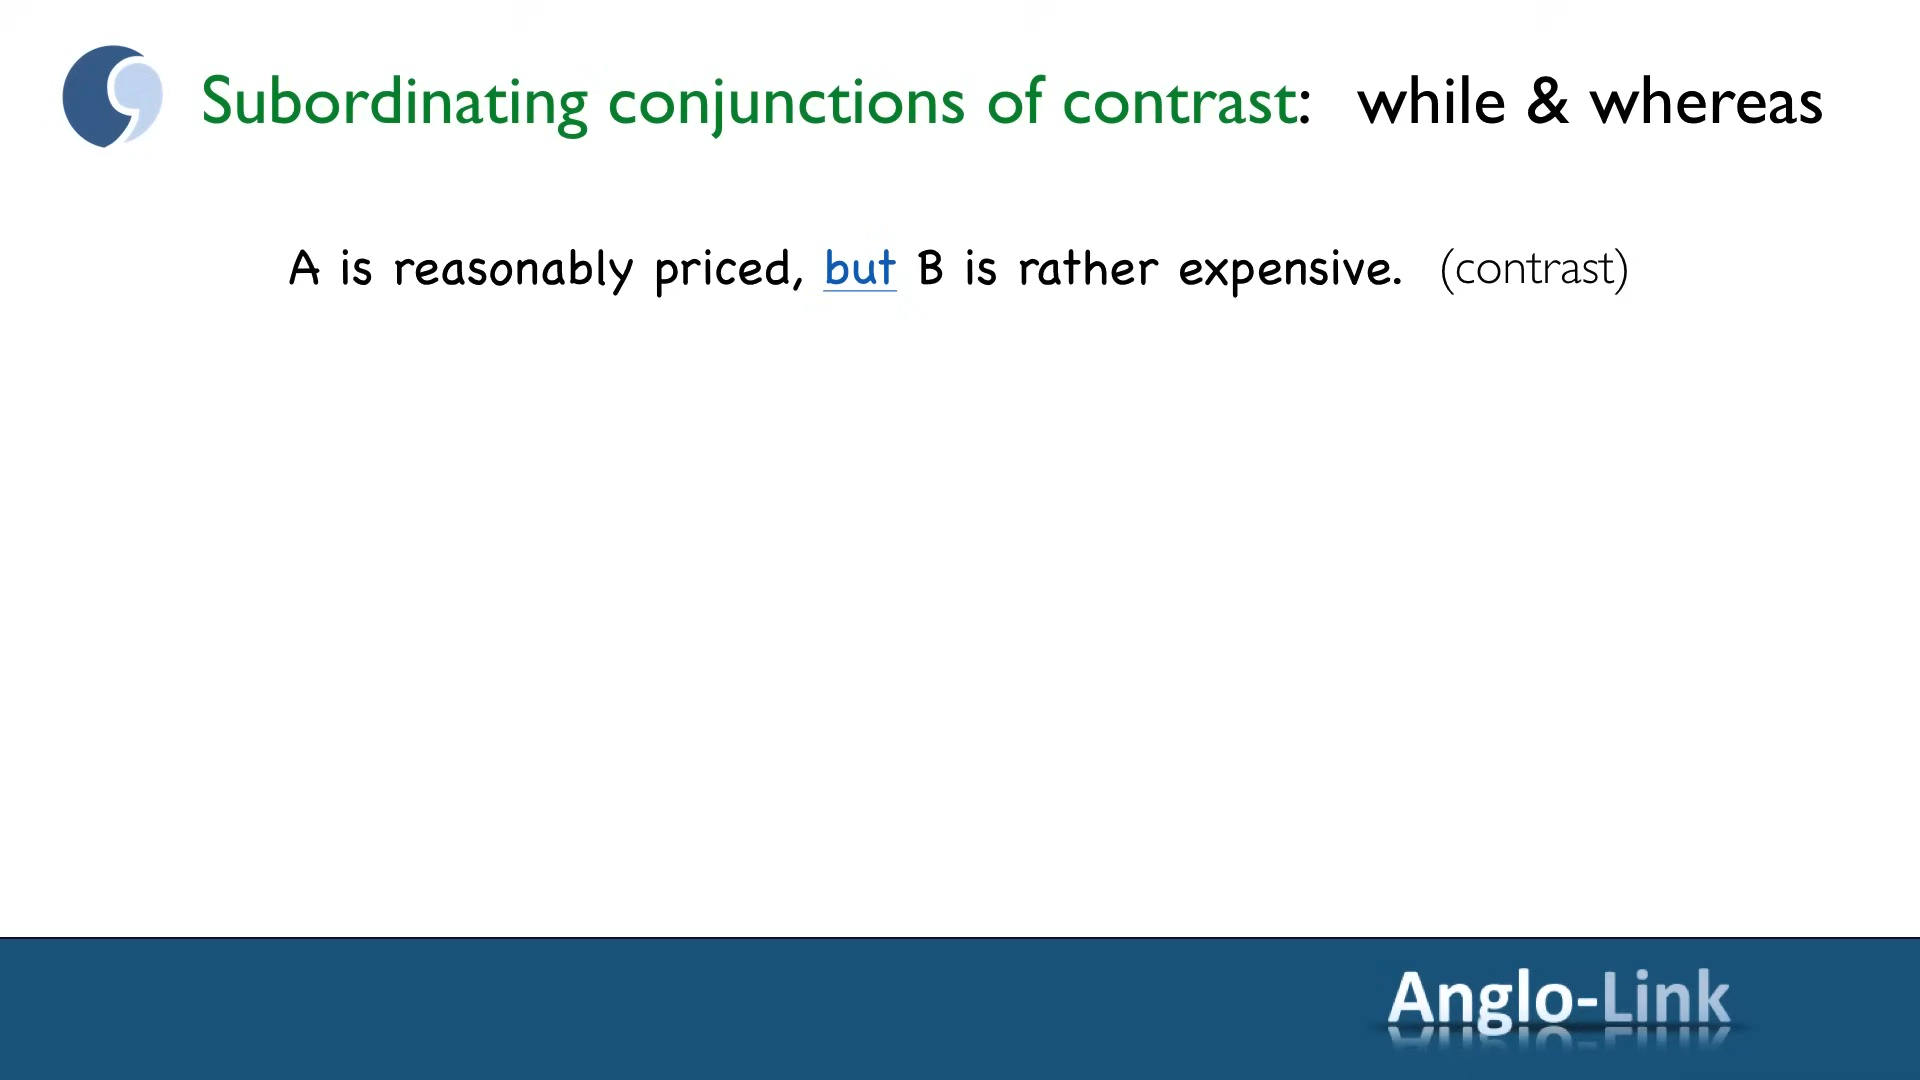 Subordinating conjunctions of contrast: while & whereas
A is reasonably priced, but B is rather expensive. (contrast)
Anglo-Link